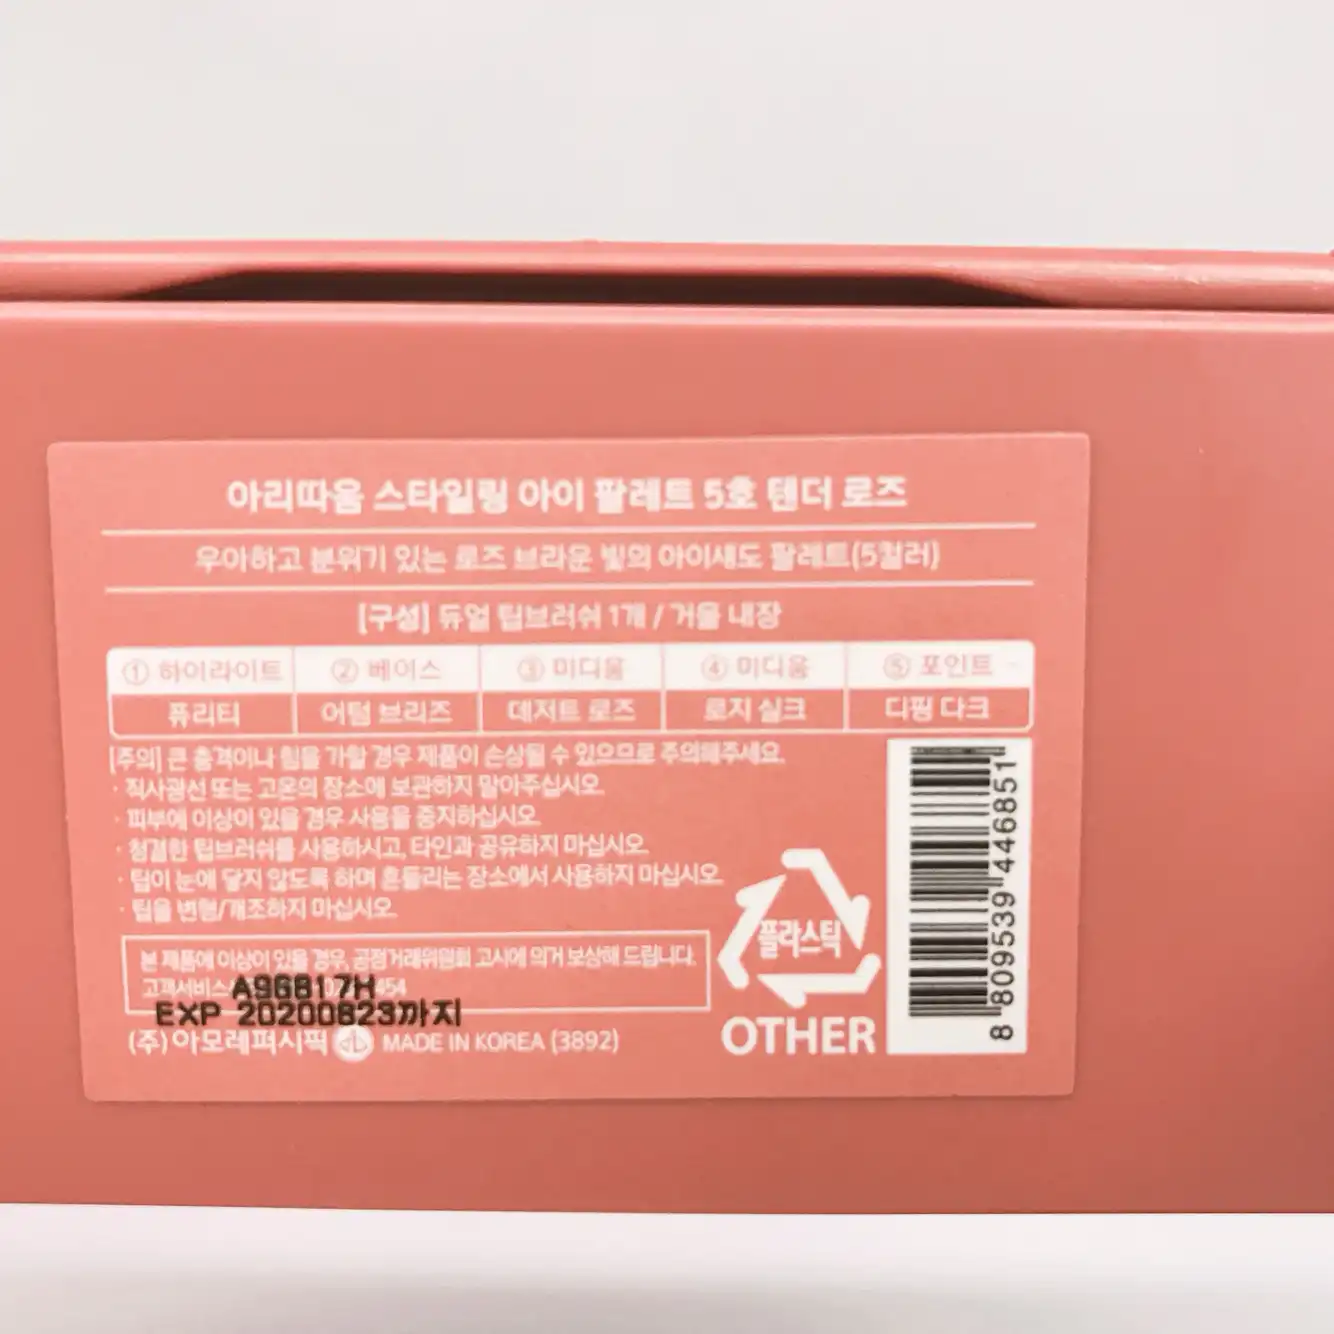 아리따움 스타일링 아이 팔레트 5호 텐더 로즈
우아하고 분위기 있는 로즈 브라운 빛의 아이섀도 팔레트(5컬러)
[구성] 듀얼 팁브러쉬 1개 / 거울 내장
① 하이라이트 ② 베이스 ③ 미디움 ④ 미디움 ⑤ 포인트
퓨리티 어텀 브리즈 데저트 로즈 로지 실크 디핑 다크
[주의] 큰 충격이나 힘을 가할 경우 제품이 손상될 수 있으므로 주의해주세요.
· 직사광선 또는 고온의 장소에 보관하지 말아주십시오.
· 피부에 이상이 있을 경우 사용을 중지하십시오.
· 청결한 팁브러쉬를 사용하시고, 타인과 공유하지 마십시오.
· 팁이 눈에 닿지 않도록 하며 흔들리는 장소에서 사용하지 마십시오.
· 팁을 변형/개조하지 마십시오.
본 제품에 이상이 있을 경우, 공정거래위원회 고시에 의거 보상해 드립니다.
고객서비스 454
A96817H
EXP 20200823까지
(주)아모레퍼시픽 MADE IN KOREA (3892)
플라스틱
OTHER
8 809539 446851